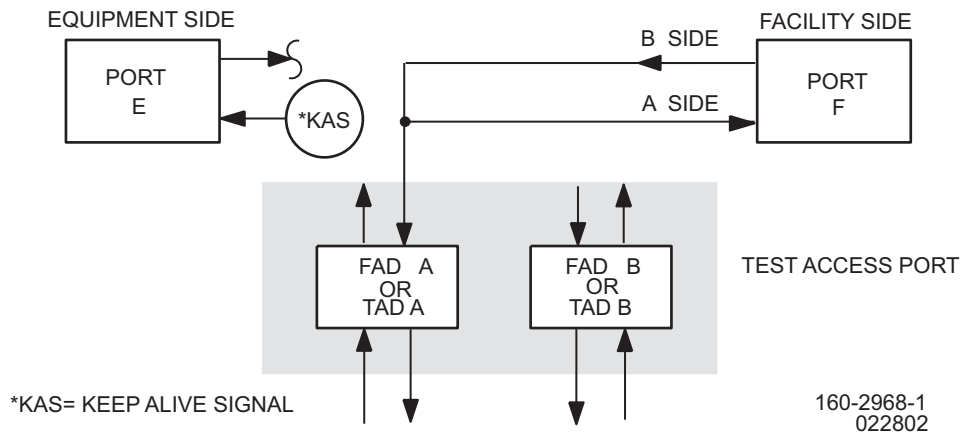 EQUIPMENT SIDE
FACILITY SIDE
B SIDE
PORT
E
PORT
F
A SIDE
*KAS
FAD A
OR
TAD A
FAD B
OR
TAD B
TEST ACCESS PORT
*KAS= KEEP ALIVE SIGNAL
160-2968-1
022802